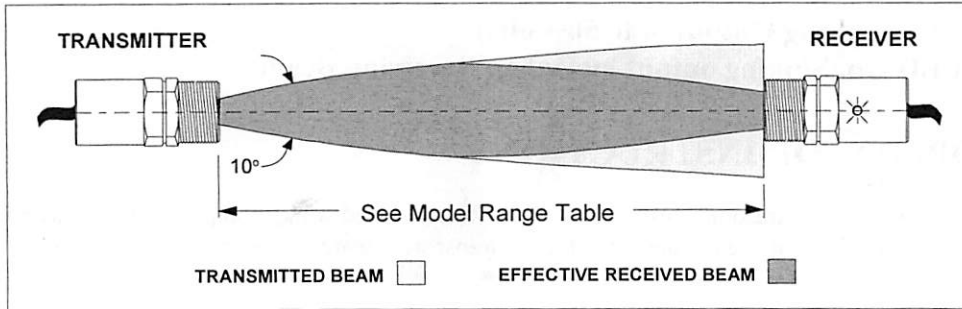 TRANSMITTER
RECEIVER
10°
See Model Range Table
TRANSMITTED BEAM
EFFECTIVE RECEIVED BEAM